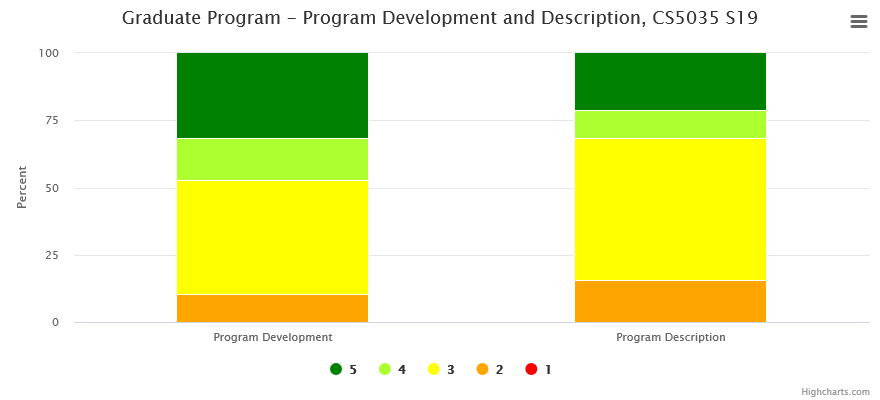 Graduate Program - Program Development and Description, CS5035 S19
100
75
50
25
0
Percent
Program Development
Program Description
5 4 3 2 1
Highcharts.com